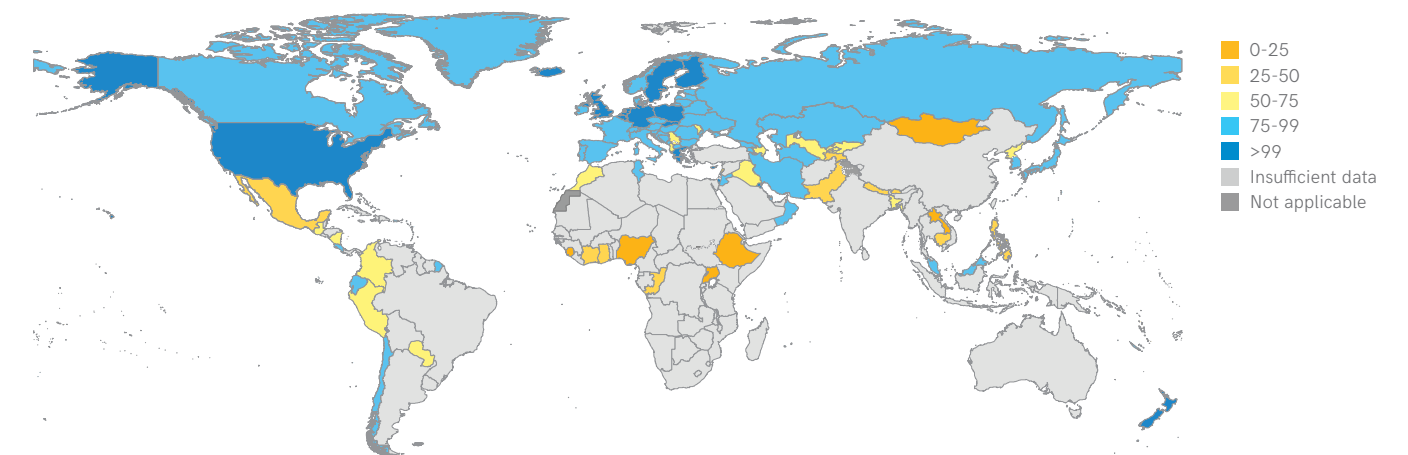 0-25
25-50
50-75
75-99
>99
Insufficient data
Not applicable